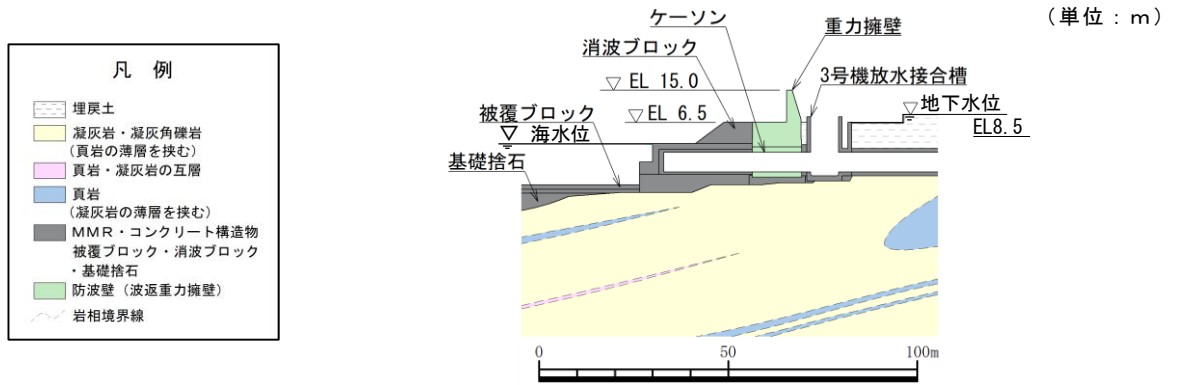 （単位：m）
凡 例
埋戻土
凝灰岩・凝灰角礫岩
(頁岩の薄層を挟む)
頁岩・凝灰岩の互層
頁岩
(凝灰岩の薄層を挟む)
MMR・コンクリート構造物
被覆ブロック・消波ブロック
・基礎捨石
防波壁（波返重力擁壁）
岩相境界線
ケーソン
重力擁壁
消波ブロック
3号機放水接合槽
▽ EL 15.0
▽ 地下水位
EL8.5
被覆ブロック
▽EL 6.5
▽ 海水位
基礎捨石
0 50 100m